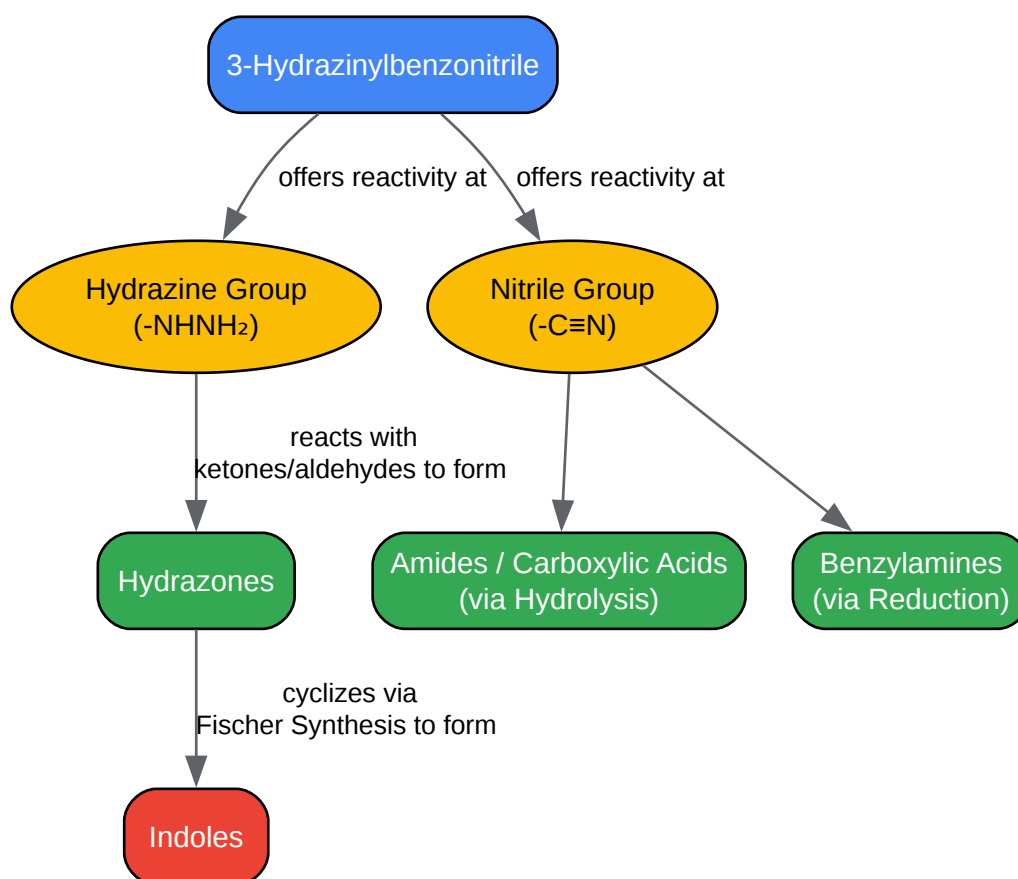 3-Hydrazinylbenzonitrile
offers reactivity at
offers reactivity at
Hydrazine Group
(-NHNH₂)
Nitrile Group
(-C≡N)
reacts with
ketones/aldehydes to form
Hydrazones
Amides / Carboxylic Acids
(via Hydrolysis)
Benzylamines
(via Reduction)
cyclizes via
Fischer Synthesis to form
Indoles